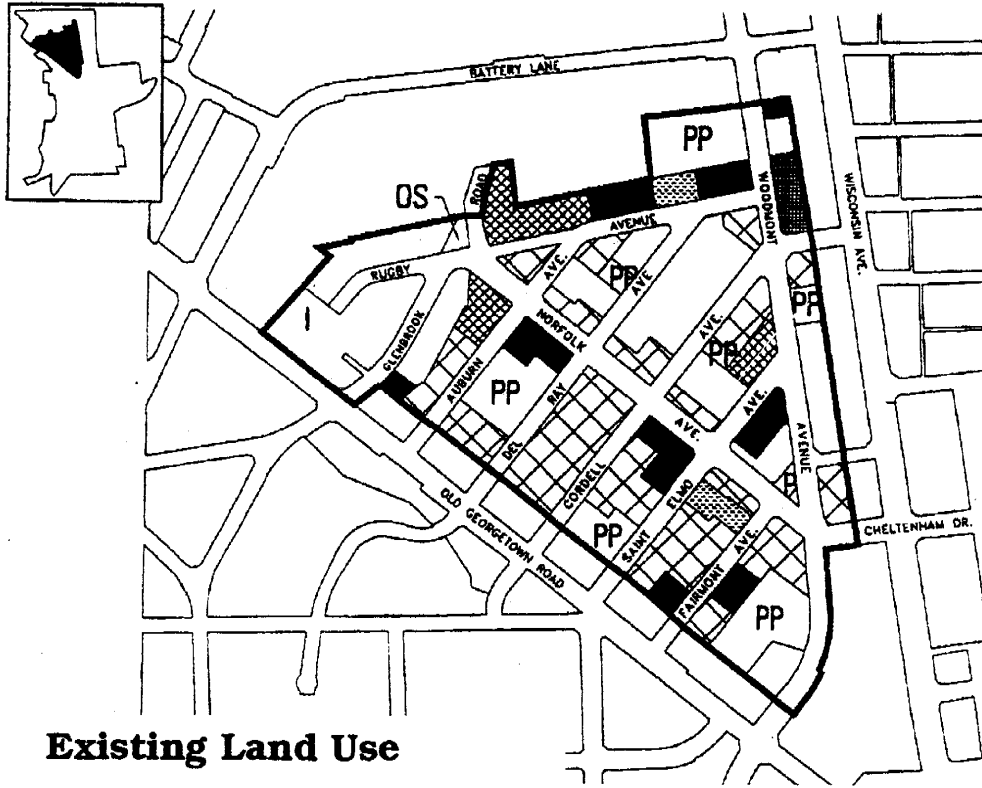 BATTERY LANE
PP
WOODMONT
WISCONSIN AVE.
OS
ROAD
AVENUE
RUGBY
AVE.
PP
AVE
I
GLENBROOK
NORFOLK
AVE.
PP
PP
AUBURN
PP
RAY
DEL
AVE.
AVE.
AVENUE
CORDELL
ELMO
P
OLD GEORGETOWN ROAD
PP
SAINT
AVE.
CHELTENHAM DR.
FAIRMONT
PP
Existing Land Use